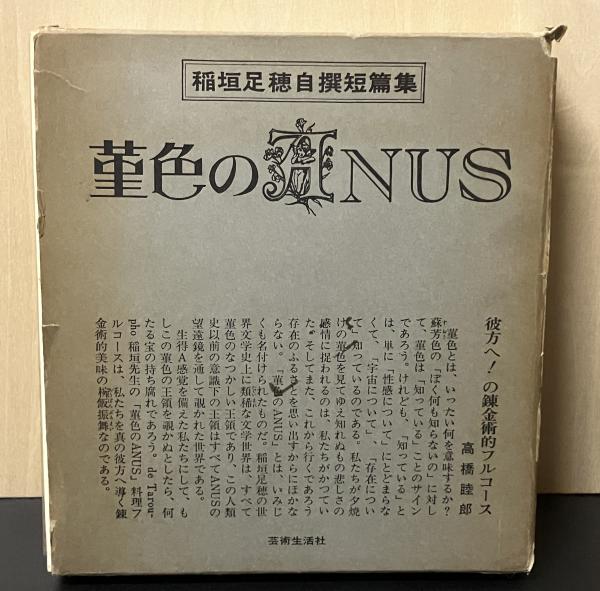 稲垣足穂自撰短篇集
菫色のANUS
彼方へ!の錬金術的フルコース
高橋睦郎
菫色とは、いったい何を意味するか?
蘇芳色の「ぼく何も知らないの」に対し
て、菫色は「知っている」ことのサイン
であろう。けれども、「知っている」と
は、単に「性感について」にとどまらな
くて、「宇宙について」、「存在につい
て」知っているのである。私たちが夕焼
けの菫色を見てゆえ知れぬもの悲しさの
感情に捉われるのは、私たちがかつてい
た、そしてまた、これから行くであろう
存在のふるさとを思い出すからにほかな
らない。「菫色のANUS」とは、いみじ
くも名付けられたものだ。稲垣足穂の世
界文学史上に類稀な文学世界は、すべて
菫色のなつかしい王領であり、この人類
史以前の意識下の王領はすべてANUSの
望遠鏡を通して覗かれた世界である。
生得A感覚を備えた私たちにして、も
しこの菫色の王領を覗かぬとしたら、何
たる宝の持ち腐れであろう。de Tarou-
pho 稲垣先生の「菫色のANUS」料理フ
ルコースは、私たちを真の彼方へ導く錬
金術的美味の椀飯振舞なのである。
芸術生活社